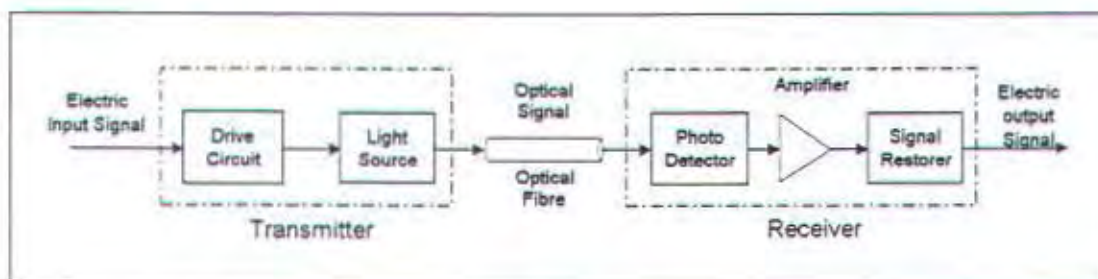 Electric
Input Signal
Drive
Circuit
Light
Source
Transmitter
Optical
Signal
Optical
Fibre
Photo
Detector
Amplifier
Signal
Restorer
Receiver
Electric
output
Signal